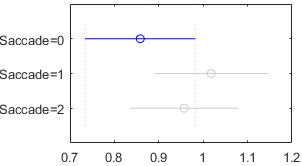 Saccade=0
Saccade=1
Saccade=2
0.7 0.8 0.9 1 1.1 1.2